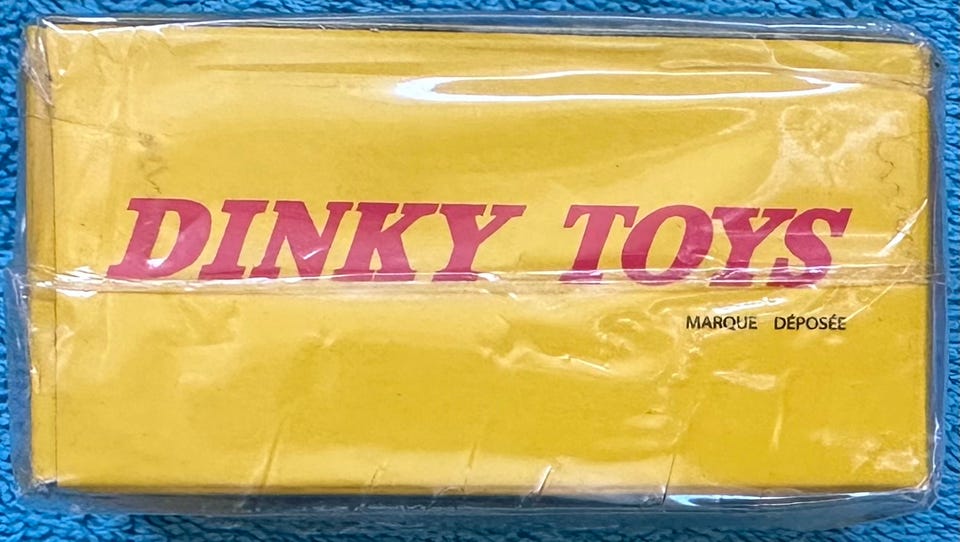 DINKY TOYS
MARQUE DÉPOSÉE